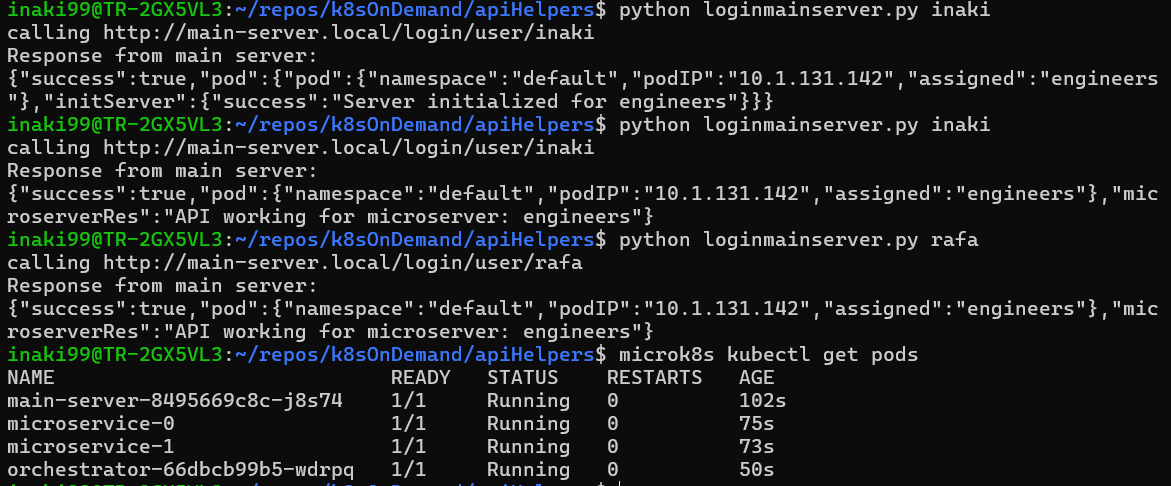 inaki99@TR-2GX5VL3:~/repos/k8sOnDemand/apiHelpers$ python loginmainserver.py inaki
calling http://main-server.local/login/user/inaki
Response from main server:
{"success":true,"pod":{"pod":{"namespace":"default","podIP":"10.1.131.142","assigned":"engineers
"},"initServer":{"success":"Server initialized for engineers"}}}
inaki99@TR-2GX5VL3:~/repos/k8sOnDemand/apiHelpers$ python loginmainserver.py inaki
calling http://main-server.local/login/user/inaki
Response from main server:
{"success":true,"pod":{"namespace":"default","podIP":"10.1.131.142","assigned":"engineers"},"mic
roserverRes":"API working for microserver: engineers"}
inaki99@TR-2GX5VL3:~/repos/k8sOnDemand/apiHelpers$ python loginmainserver.py rafa
calling http://main-server.local/login/user/rafa
Response from main server:
{"success":true,"pod":{"namespace":"default","podIP":"10.1.131.142","assigned":"engineers"},"mic
roserverRes":"API working for microserver: engineers"}
inaki99@TR-2GX5VL3:~/repos/k8sOnDemand/apiHelpers$ microk8s kubectl get pods
NAME READY STATUS RESTARTS AGE
main-server-8495669c8c-j8s74 1/1 Running 0 102s
microservice-0 1/1 Running 0 75s
microservice-1 1/1 Running 0 73s
orchestrator-66dbcb99b5-wdrpq 1/1 Running 0 50s